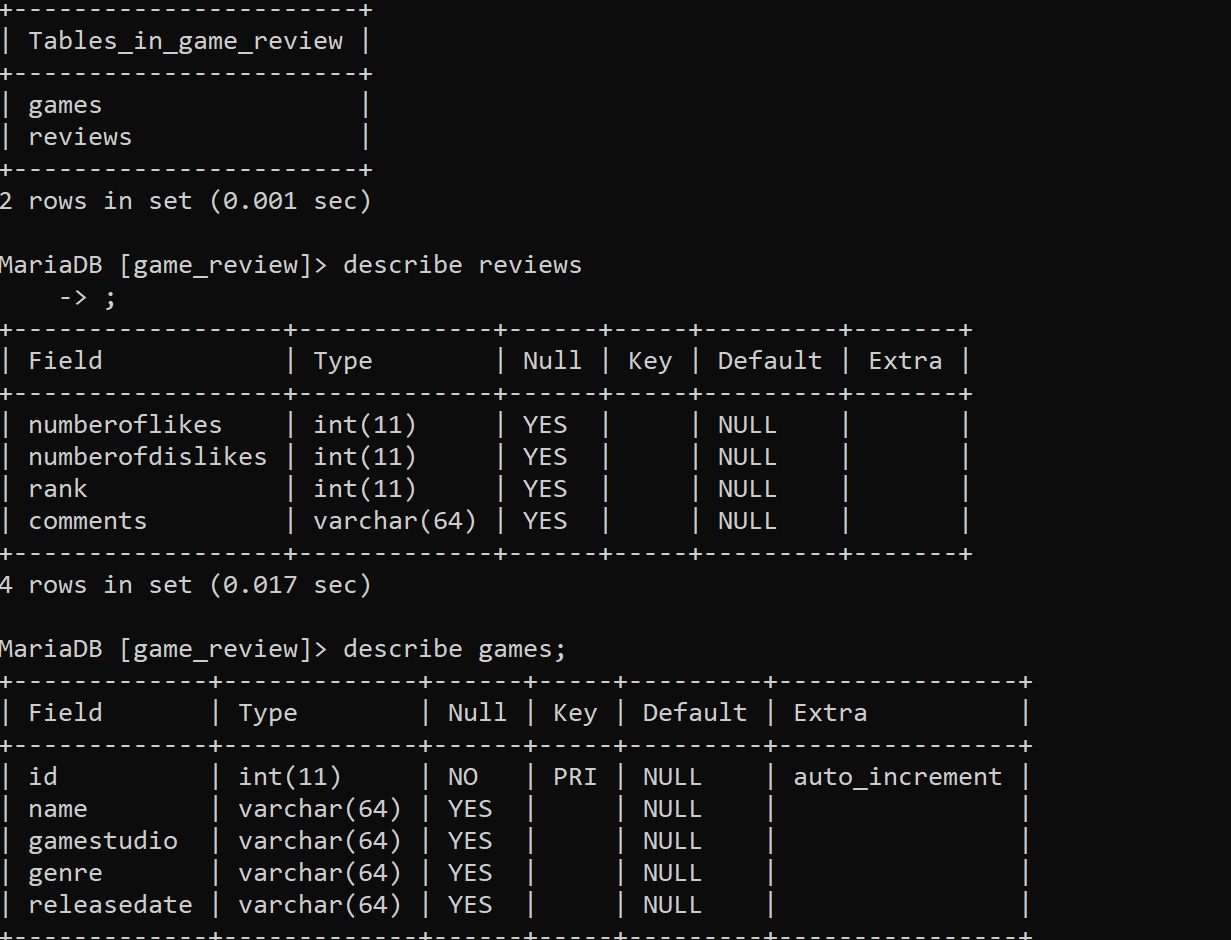 +-----------------------+
| Tables_in_game_review |
+-----------------------+
| games                 |
| reviews               |
+-----------------------+
2 rows in set (0.001 sec)

MariaDB [game_review]> describe reviews
    -> ;
+------------------+-------------+------+-----+---------+-------+
| Field            | Type        | Null | Key | Default | Extra |
+------------------+-------------+------+-----+---------+-------+
| numberoflikes    | int(11)     | YES  |     | NULL    |       |
| numberofdislikes | int(11)     | YES  |     | NULL    |       |
| rank             | int(11)     | YES  |     | NULL    |       |
| comments         | varchar(64) | YES  |     | NULL    |       |
+------------------+-------------+------+-----+---------+-------+
4 rows in set (0.017 sec)

MariaDB [game_review]> describe games;
+-------------+-------------+------+-----+---------+----------------+
| Field       | Type        | Null | Key | Default | Extra          |
+-------------+-------------+------+-----+---------+----------------+
| id          | int(11)     | NO   | PRI | NULL    | auto_increment |
| name        | varchar(64) | YES  |     | NULL    |                |
| gamestudio  | varchar(64) | YES  |     | NULL    |                |
| genre       | varchar(64) | YES  |     | NULL    |                |
| releasedate | varchar(64) | YES  |     | NULL    |                |
+-------------+-------------+------+-----+---------+----------------+